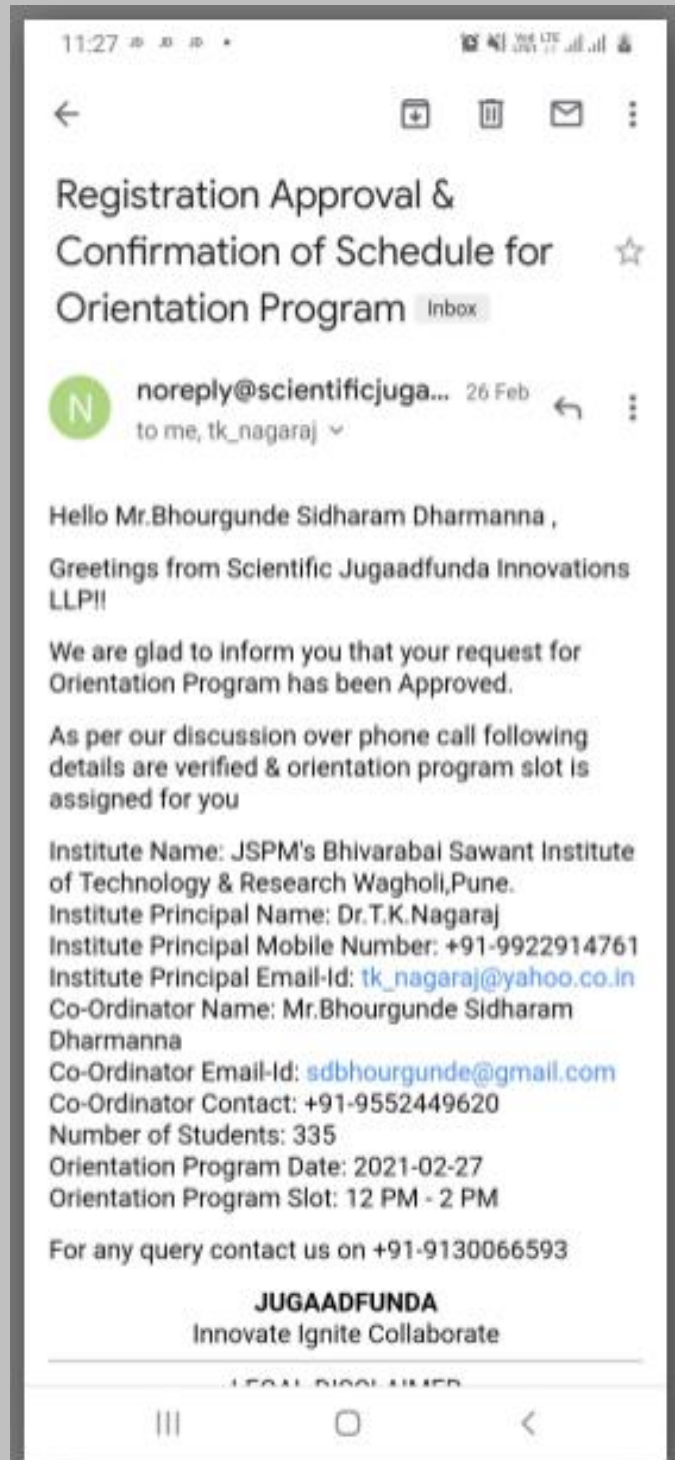 11:27
Registration Approval &
Confirmation of Schedule for
Orientation Program Inbox
N
noreply@scientificjuga... 26 Feb
to me, tk_nagaraj
Hello Mr.Bhourgunde Sidharam Dharmanna ,
Greetings from Scientific Jugaadfunda Innovations
LLP!!
We are glad to inform you that your request for
Orientation Program has been Approved.
As per our discussion over phone call following
details are verified & orientation program slot is
assigned for you
Institute Name: JSPM's Bhivarabai Sawant Institute
of Technology & Research Wagholi,Pune.
Institute Principal Name: Dr.T.K.Nagaraj
Institute Principal Mobile Number: +91-9922914761
Institute Principal Email-Id: tk_nagaraj@yahoo.co.in
Co-Ordinator Name: Mr.Bhourgunde Sidharam
Dharmanna
Co-Ordinator Email-Id: sdbhourgunde@gmail.com
Co-Ordinator Contact: +91-9552449620
Number of Students: 335
Orientation Program Date: 2021-02-27
Orientation Program Slot: 12 PM - 2 PM
For any query contact us on +91-9130066593
JUGAADFUNDA
Innovate Ignite Collaborate
LEGAL DISCLAIMER